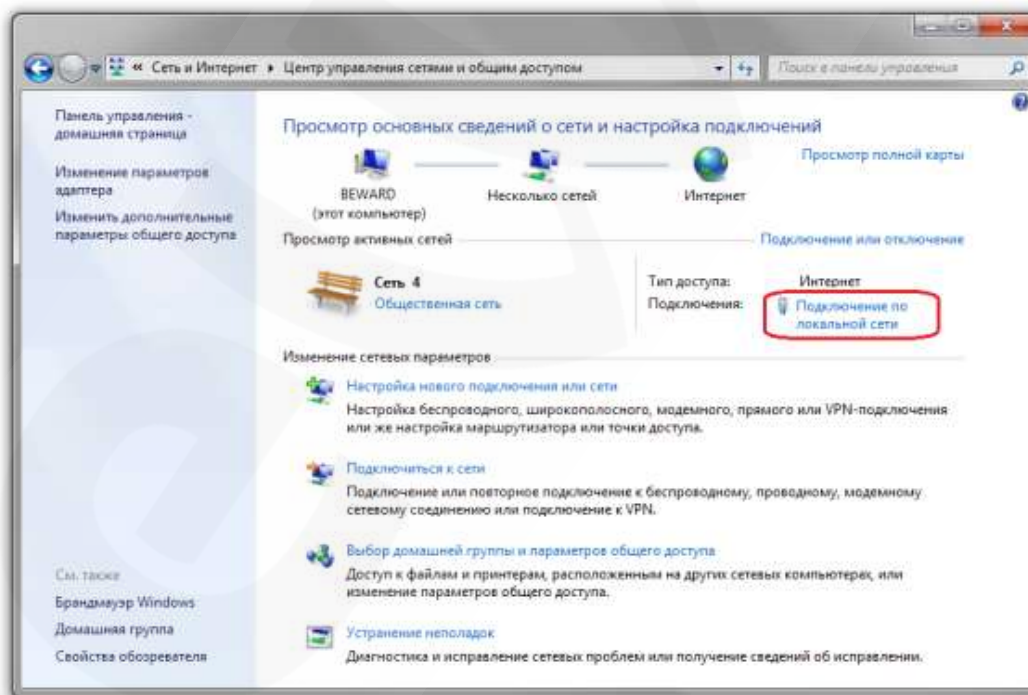 « Сеть и Интернет ▸ Центр управления сетями и общим доступом
Поиск в панели управления
Панель управления -
домашняя страница
Изменение параметров
адаптера
Изменить дополнительные
параметры общего доступа
См. также
Брандмауэр Windows
Домашняя группа
Свойства обозревателя
Просмотр основных сведений о сети и настройка подключений
Просмотр полной карты
BEWARD
(этот компьютер)
Несколько сетей
Интернет
Просмотр активных сетей
Подключение или отключение
Сеть 4
Общественная сеть
Тип доступа: Интернет
Подключения: Подключение по
локальной сети
Изменение сетевых параметров
Настройка нового подключения или сети
Настройка беспроводного, широкополосного, модемного, прямого или VPN-подключения
или же настройка маршрутизатора или точки доступа.
Подключиться к сети
Подключение или повторное подключение к беспроводному, проводному, модемному
сетевому соединению или подключение к VPN.
Выбор домашней группы и параметров общего доступа
Доступ к файлам и принтерам, расположенным на других сетевых компьютерах, или
изменение параметров общего доступа.
Устранение неполадок
Диагностика и исправление сетевых проблем или получение сведений об исправлении.